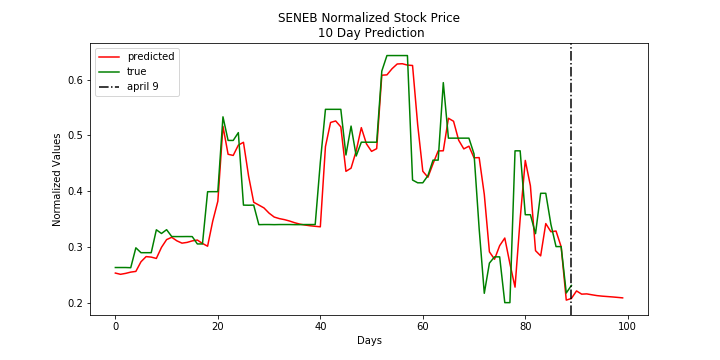 SENEB Normalized Stock Price
10 Day Prediction
predicted
true
april 9
Normalized Values
0.6
0.5
0.4
0.3
0.2
0
20
40
60
80
100
Days